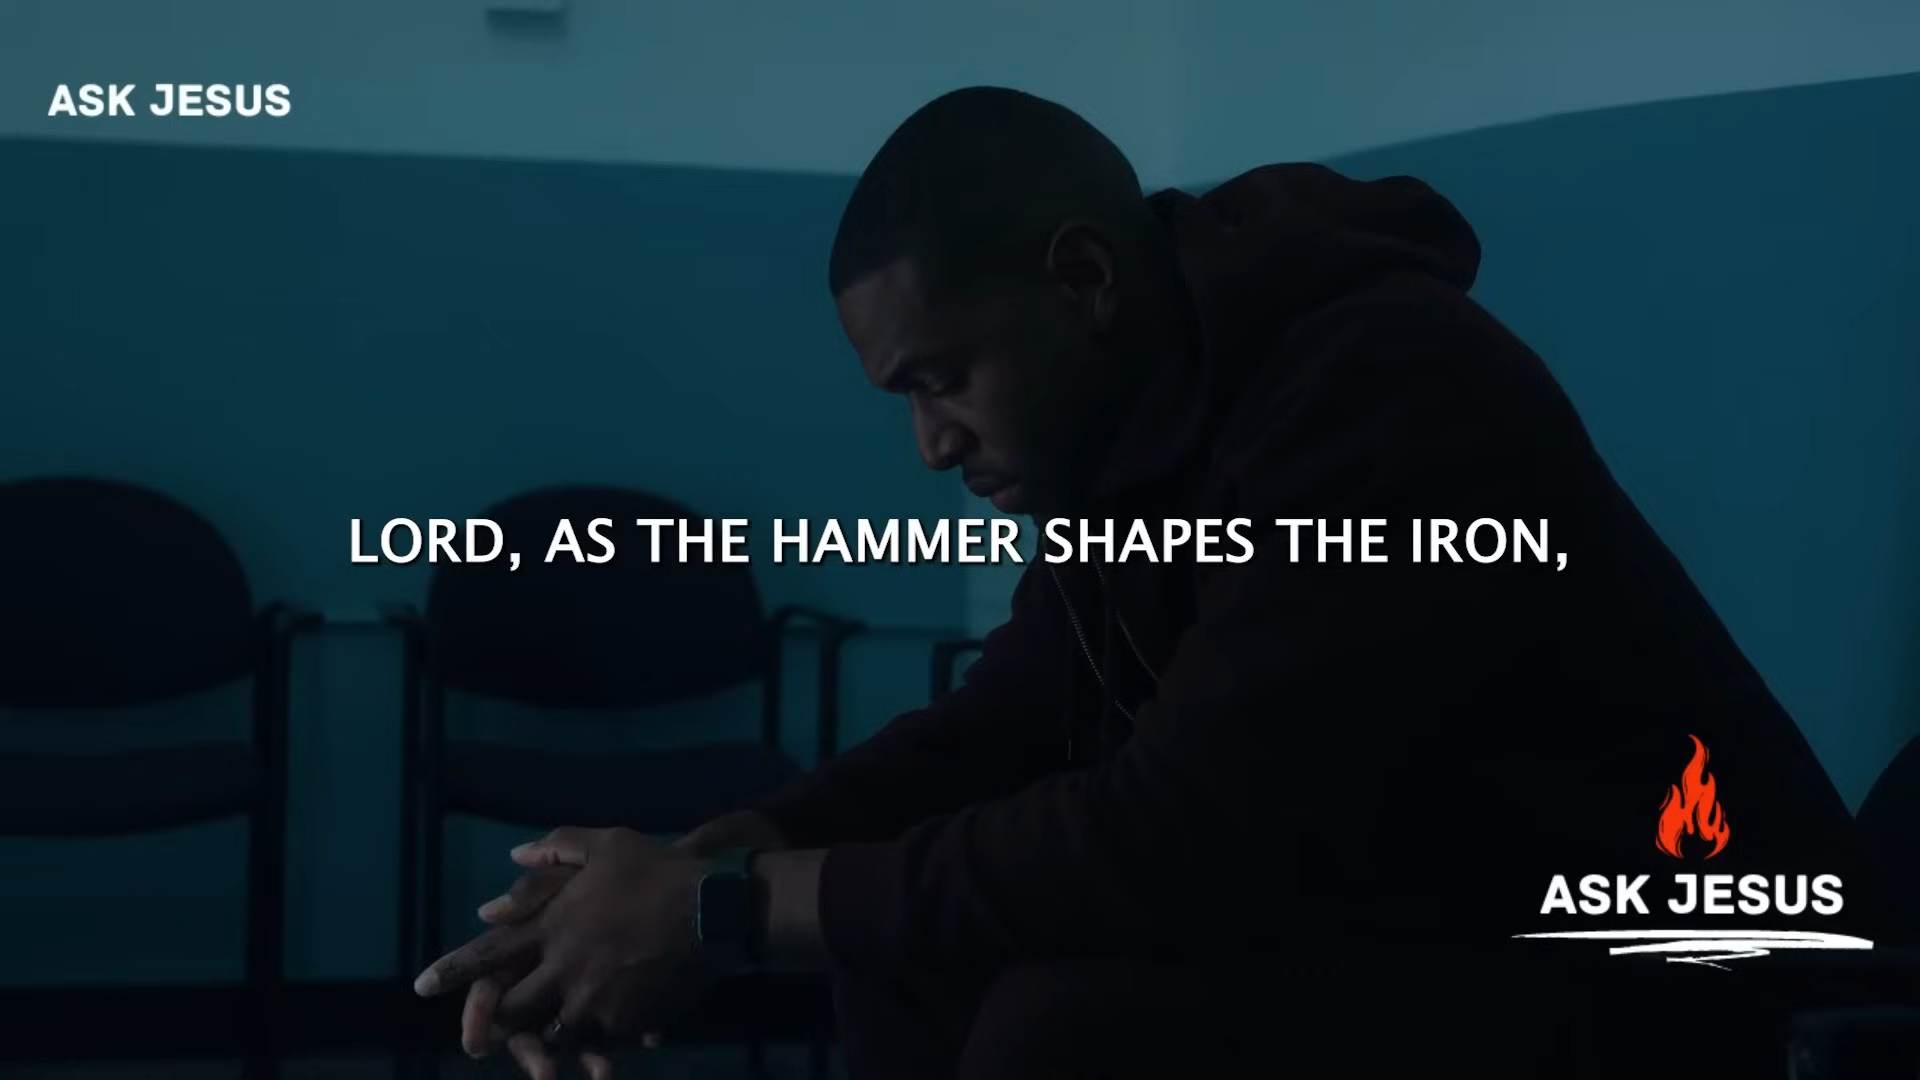 ASK JESUS
LORD, AS THE HAMMER SHAPES THE IRON,
ASK JESUS